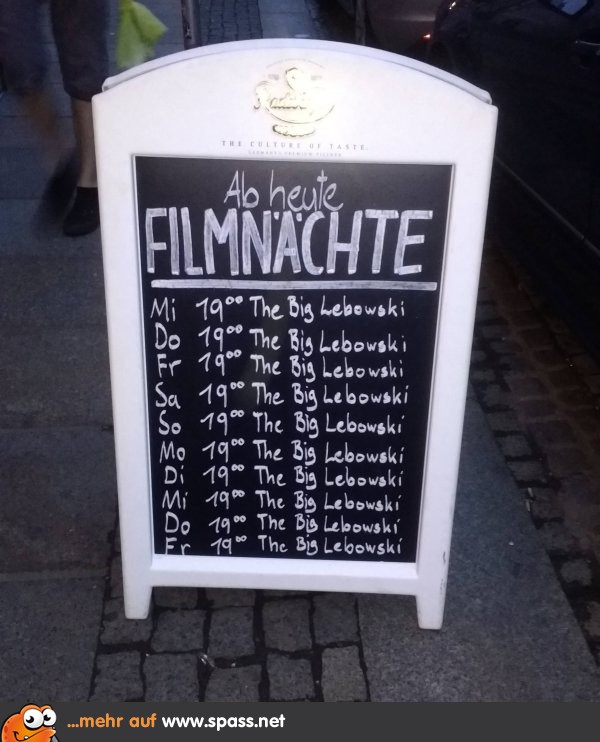 THE CULTURE OF TASTE.
GERMANY'S PREMIUM PILSNER
Ab heute
FILMNÄCHTE
Mi 19⁰⁰ The Big Lebowski
Do 19⁰⁰ The Big Lebowski
Fr 19⁰⁰ The Big Lebowski
Sa 19⁰⁰ The Big Lebowski
So 19⁰⁰ The Big Lebowski
Mo 19⁰⁰ The Big Lebowski
Di 19⁰⁰ The Big Lebowski
Mi 19⁰⁰ The Big Lebowski
Do 19⁰⁰ The Big Lebowski
Fr 19⁰⁰ The Big Lebowski
...mehr auf www.spass.net